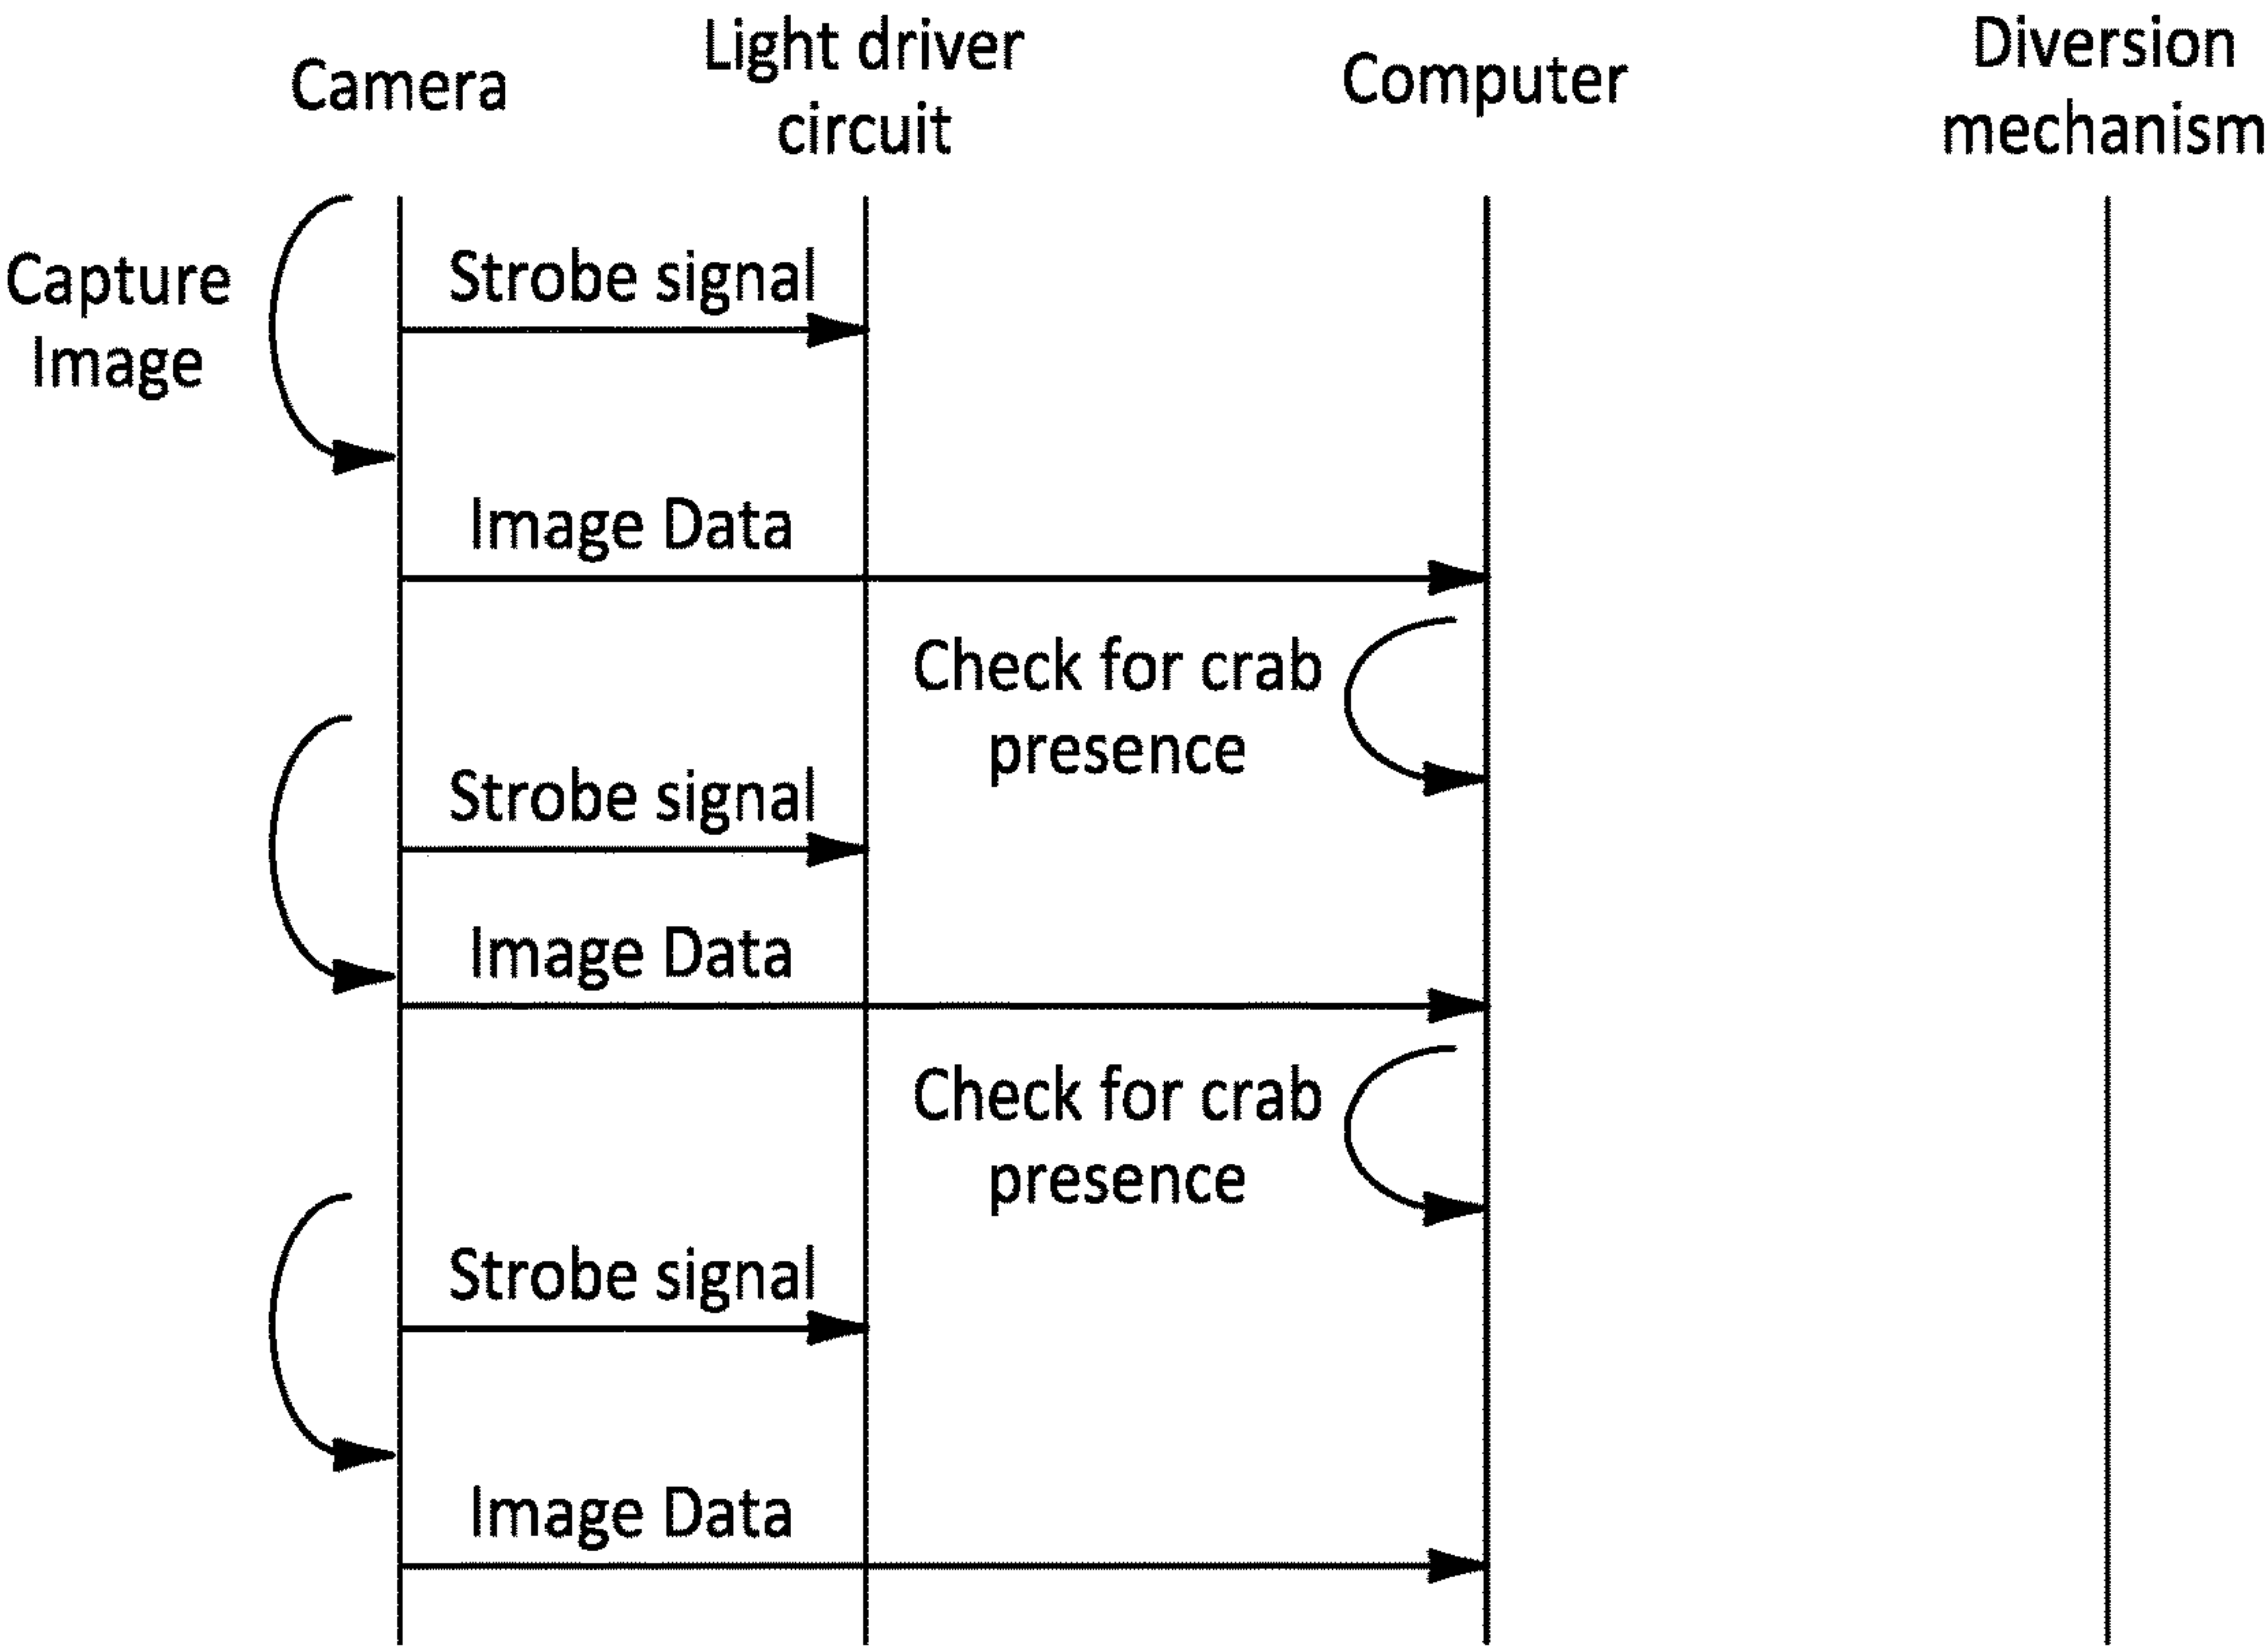 Camera
Light driver
circuit
Computer
Diversion
mechanism
Capture
Image
Strobe signal
Image Data
Check for crab
presence
Strobe signal
Image Data
Check for crab
presence
Strobe signal
Image Data